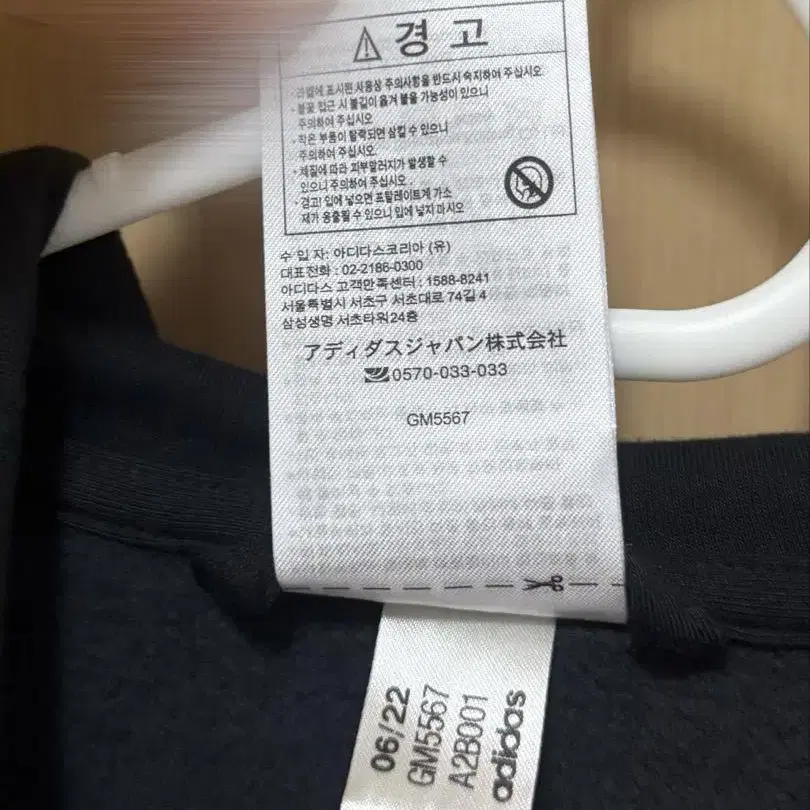 ⚠ 경 고
· 라벨에 표시된 사용상 주의사항을 반드시 숙지하여 주십시오
· 불꽃 접근 시 불길이 옮겨 붙을 가능성이 있으니
주의하여 주십시오
· 작은 부품이 탈락되면 삼킬 수 있으니
주의하여 주십시오.
· 재질에 따라 피부알러지가 발생할 수
있으니 주의하여 주십시오.
· 경고! 입에 넣으면 프탈레이트계 가소
제가 용출될 수 있으니 입에 넣지 마시오
수 입 자: 아디다스코리아 (유)
대표전화 : 02-2186-0300
아디다스 고객만족센터 : 1588-8241
서울특별시 서초구 서초대로 74길 4
삼성생명 서초타워 24층
アディダスジャパン株式会社
0570-033-033
GM5567
06/22
GM5567
A2B001
adidas